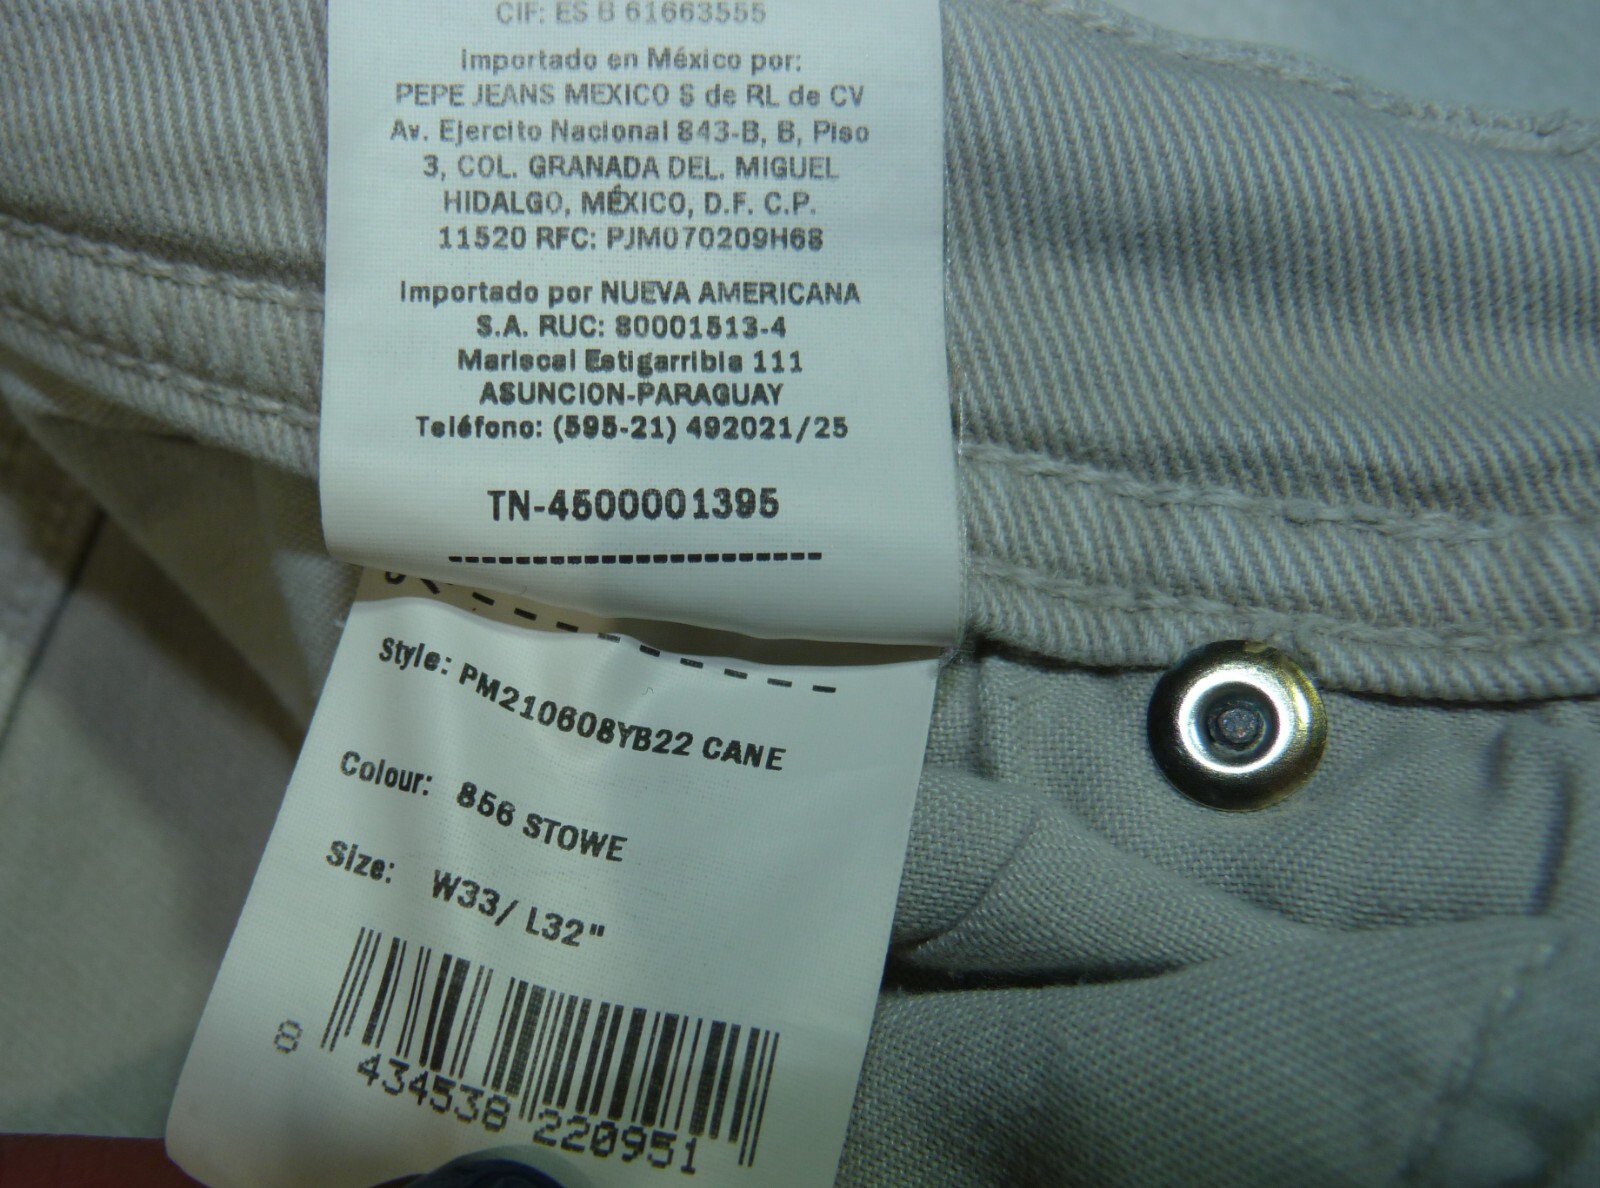 CIF: ES B 61663555
Importado en México por:
PEPE JEANS MEXICO S de RL de CV
Av. Ejercito Nacional 843-B, B, Piso
3, COL. GRANADA DEL. MIGUEL
HIDALGO, MÉXICO, D.F. C.P.
11520 RFC: PJM070209H68
Importado por NUEVA AMERICANA
S.A. RUC: 80001513-4
Mariscal Estigarribia 111
ASUNCION-PARAGUAY
Teléfono: (595-21) 492021/25
TN-4500001395
Style: PM210608YB22 CANE
Colour: 856 STOWE
Size: W33/ L32"
8 434538 220951